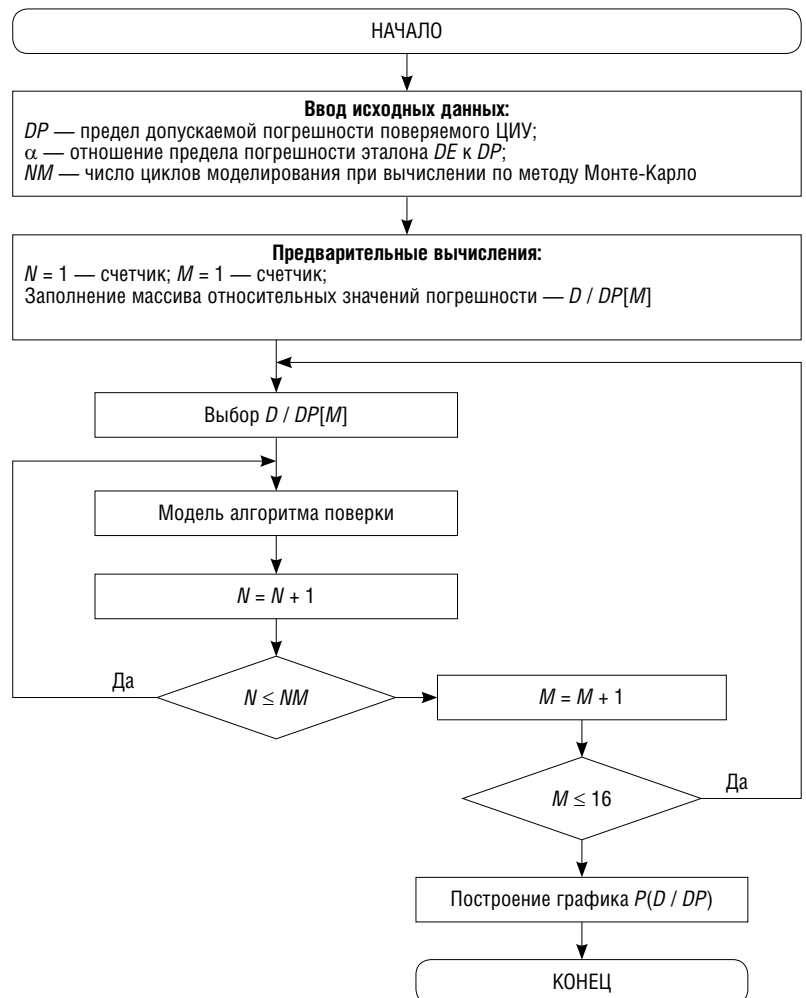 НАЧАЛО
Ввод исходных данных:
DP — предел допускаемой погрешности поверяемого ЦИУ;
α — отношение предела погрешности эталона DE к DP;
NM — число циклов моделирования при вычислении по методу Монте-Карло
Предварительные вычисления:
N = 1 — счетчик; M = 1 — счетчик;
Заполнение массива относительных значений погрешности — D / DP[M]
Выбор D / DP[M]
Модель алгоритма поверки
N = N + 1
Да
N ≤ NM
M = M + 1
M ≤ 16
Да
Построение графика P(D / DP)
КОНЕЦ